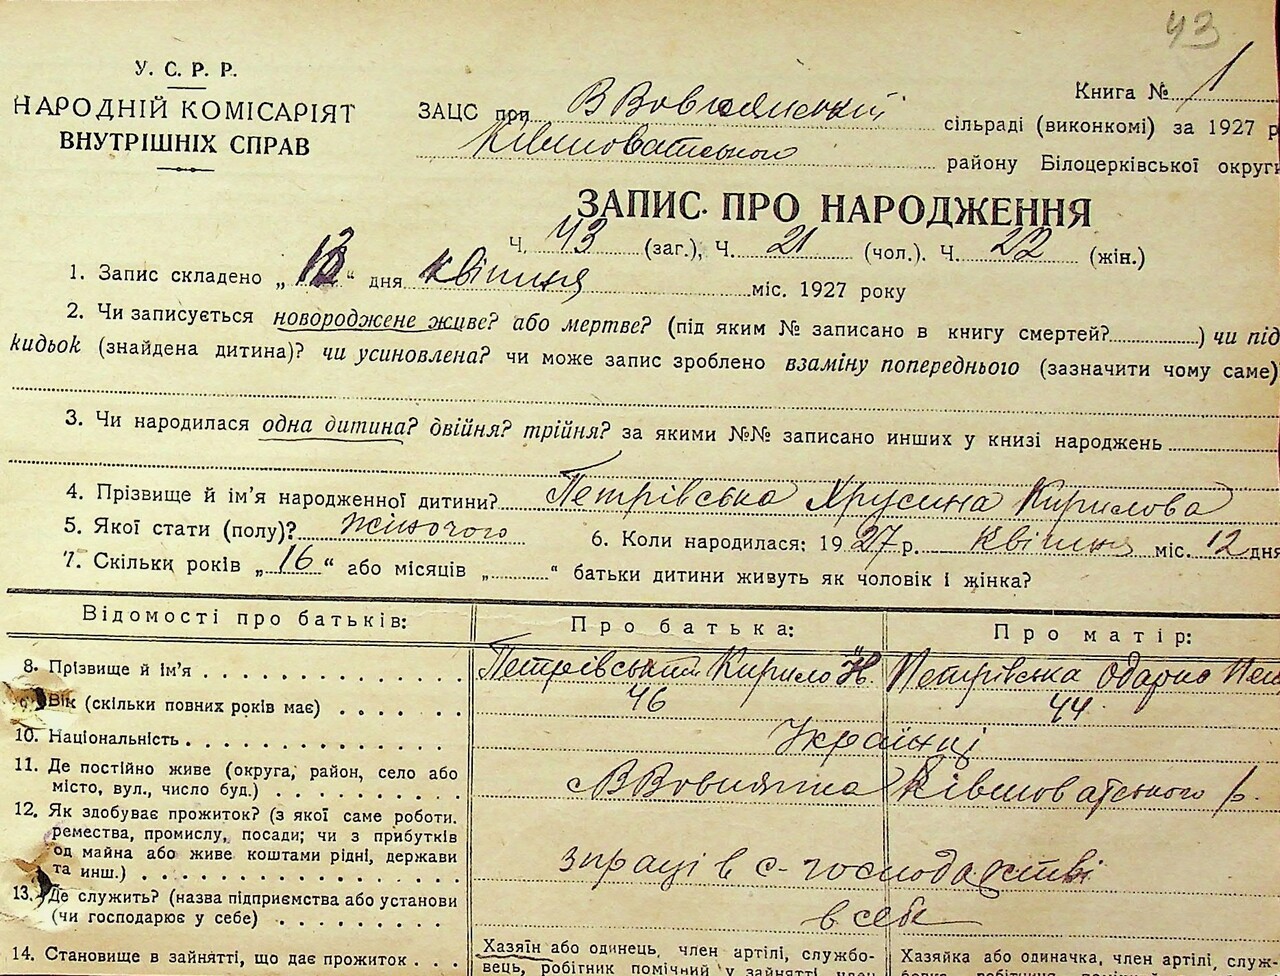 43
У. С. Р. Р.
НАРОДНІЙ КОМІСАРІЯТ
ВНУТРІШНІХ СПРАВ
Книга № 1
ЗАЦС при В Вовнянській сільраді (виконкомі) за 1927 р
Ківшоватського району Білоцерківської округи
ЗАПИС ПРО НАРОДЖЕННЯ
Ч. 43 (заг.), Ч. 21 (чол.). Ч. 22 (жін.)
1. Запис складено „ 13 “ дня квітня міс. 1927 року
2. Чи записується новороджене живе? або мертве? (під яким № записано в книгу смертей?) чи під
кидьок (знайдена дитина)? чи усиновлена? чи може запис зроблено взаміну попереднього (зазначити чому саме)
3. Чи народилася одна дитина? двійня? трійня? за якими №№ записано инших у книзі народжень
4. Прізвище й ім'я народженної дитини? Петрівська Хрусина Кирилова
5. Якої стати (полу)? жиночого 6. Коли народилася: 1927 р. квітня міс. 12 дня
7. Скільки років „ 16 “ або місяців „ “ батьки дитини живуть як чоловік і жінка?
Відомості про батьків: Про батька: Про матір:
8. Прізвище й ім'я Петрівський Кирило Н. Петрівська Одарка
Вік (скільки повних років має) 46 44
10. Національність Українці
11. Де постійно живе (округа, район, село або
місто, вул., число буд.) с В Вовнянка Ківшоватського р.
12. Як здобуває прожиток? (з якої саме роботи.
ремества, промислу, посади; чи з прибутків
од майна або живе коштами рідні, держави
та инш.) з праці в с-господарстві
13. Де служить? (назва підприємства або установи
(чи господарює у себе) в себе
14. Становище в зайнятті, що дає прожиток
Хазяїн або одинець, член артілі, службо-
вець, робітник помічний у зайнятті член
Хазяйка або одиначка, член артілі, служ-